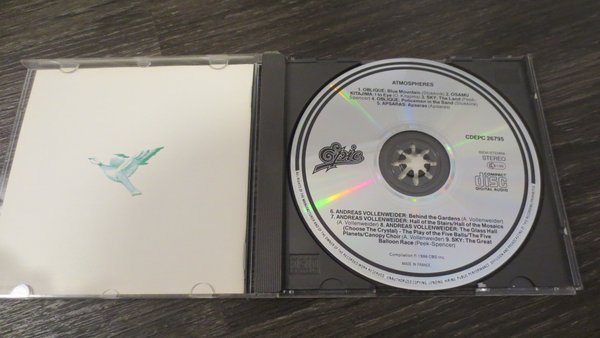 ATMOSPHERES
1. OBLIQUE: Blue Mountain
2. OSAMU
KITAJIMA: I to Eye (O. Kitajima) 3. SKY: The Land (Peek-
Spencer) 4. OBLIQUE: Policeman in the Sand
5. APSARAS: Apsaras (Apsaras)
Epic
CDEPC 26795
STEREO
COMPACT
disc
DIGITAL AUDIO
6. ANDREAS VOLLENWEIDER: Behind the Gardens (A. Vollenweider)
7. ANDREAS VOLLENWEIDER: Hall of the Stairs/Hall of the Mosaics
(A. Vollenweider) 8. ANDREAS VOLLENWEIDER: The Glass Hall
(Choose The Crystal) - The Play of the Five Balls/The Five
Planets/Canopy Choir (A. Vollenweider) 9. SKY: The Great
Balloon Race (Peek-Spencer)
Compilation ℗ 1986 CBS Inc.
MADE IN FRANCE